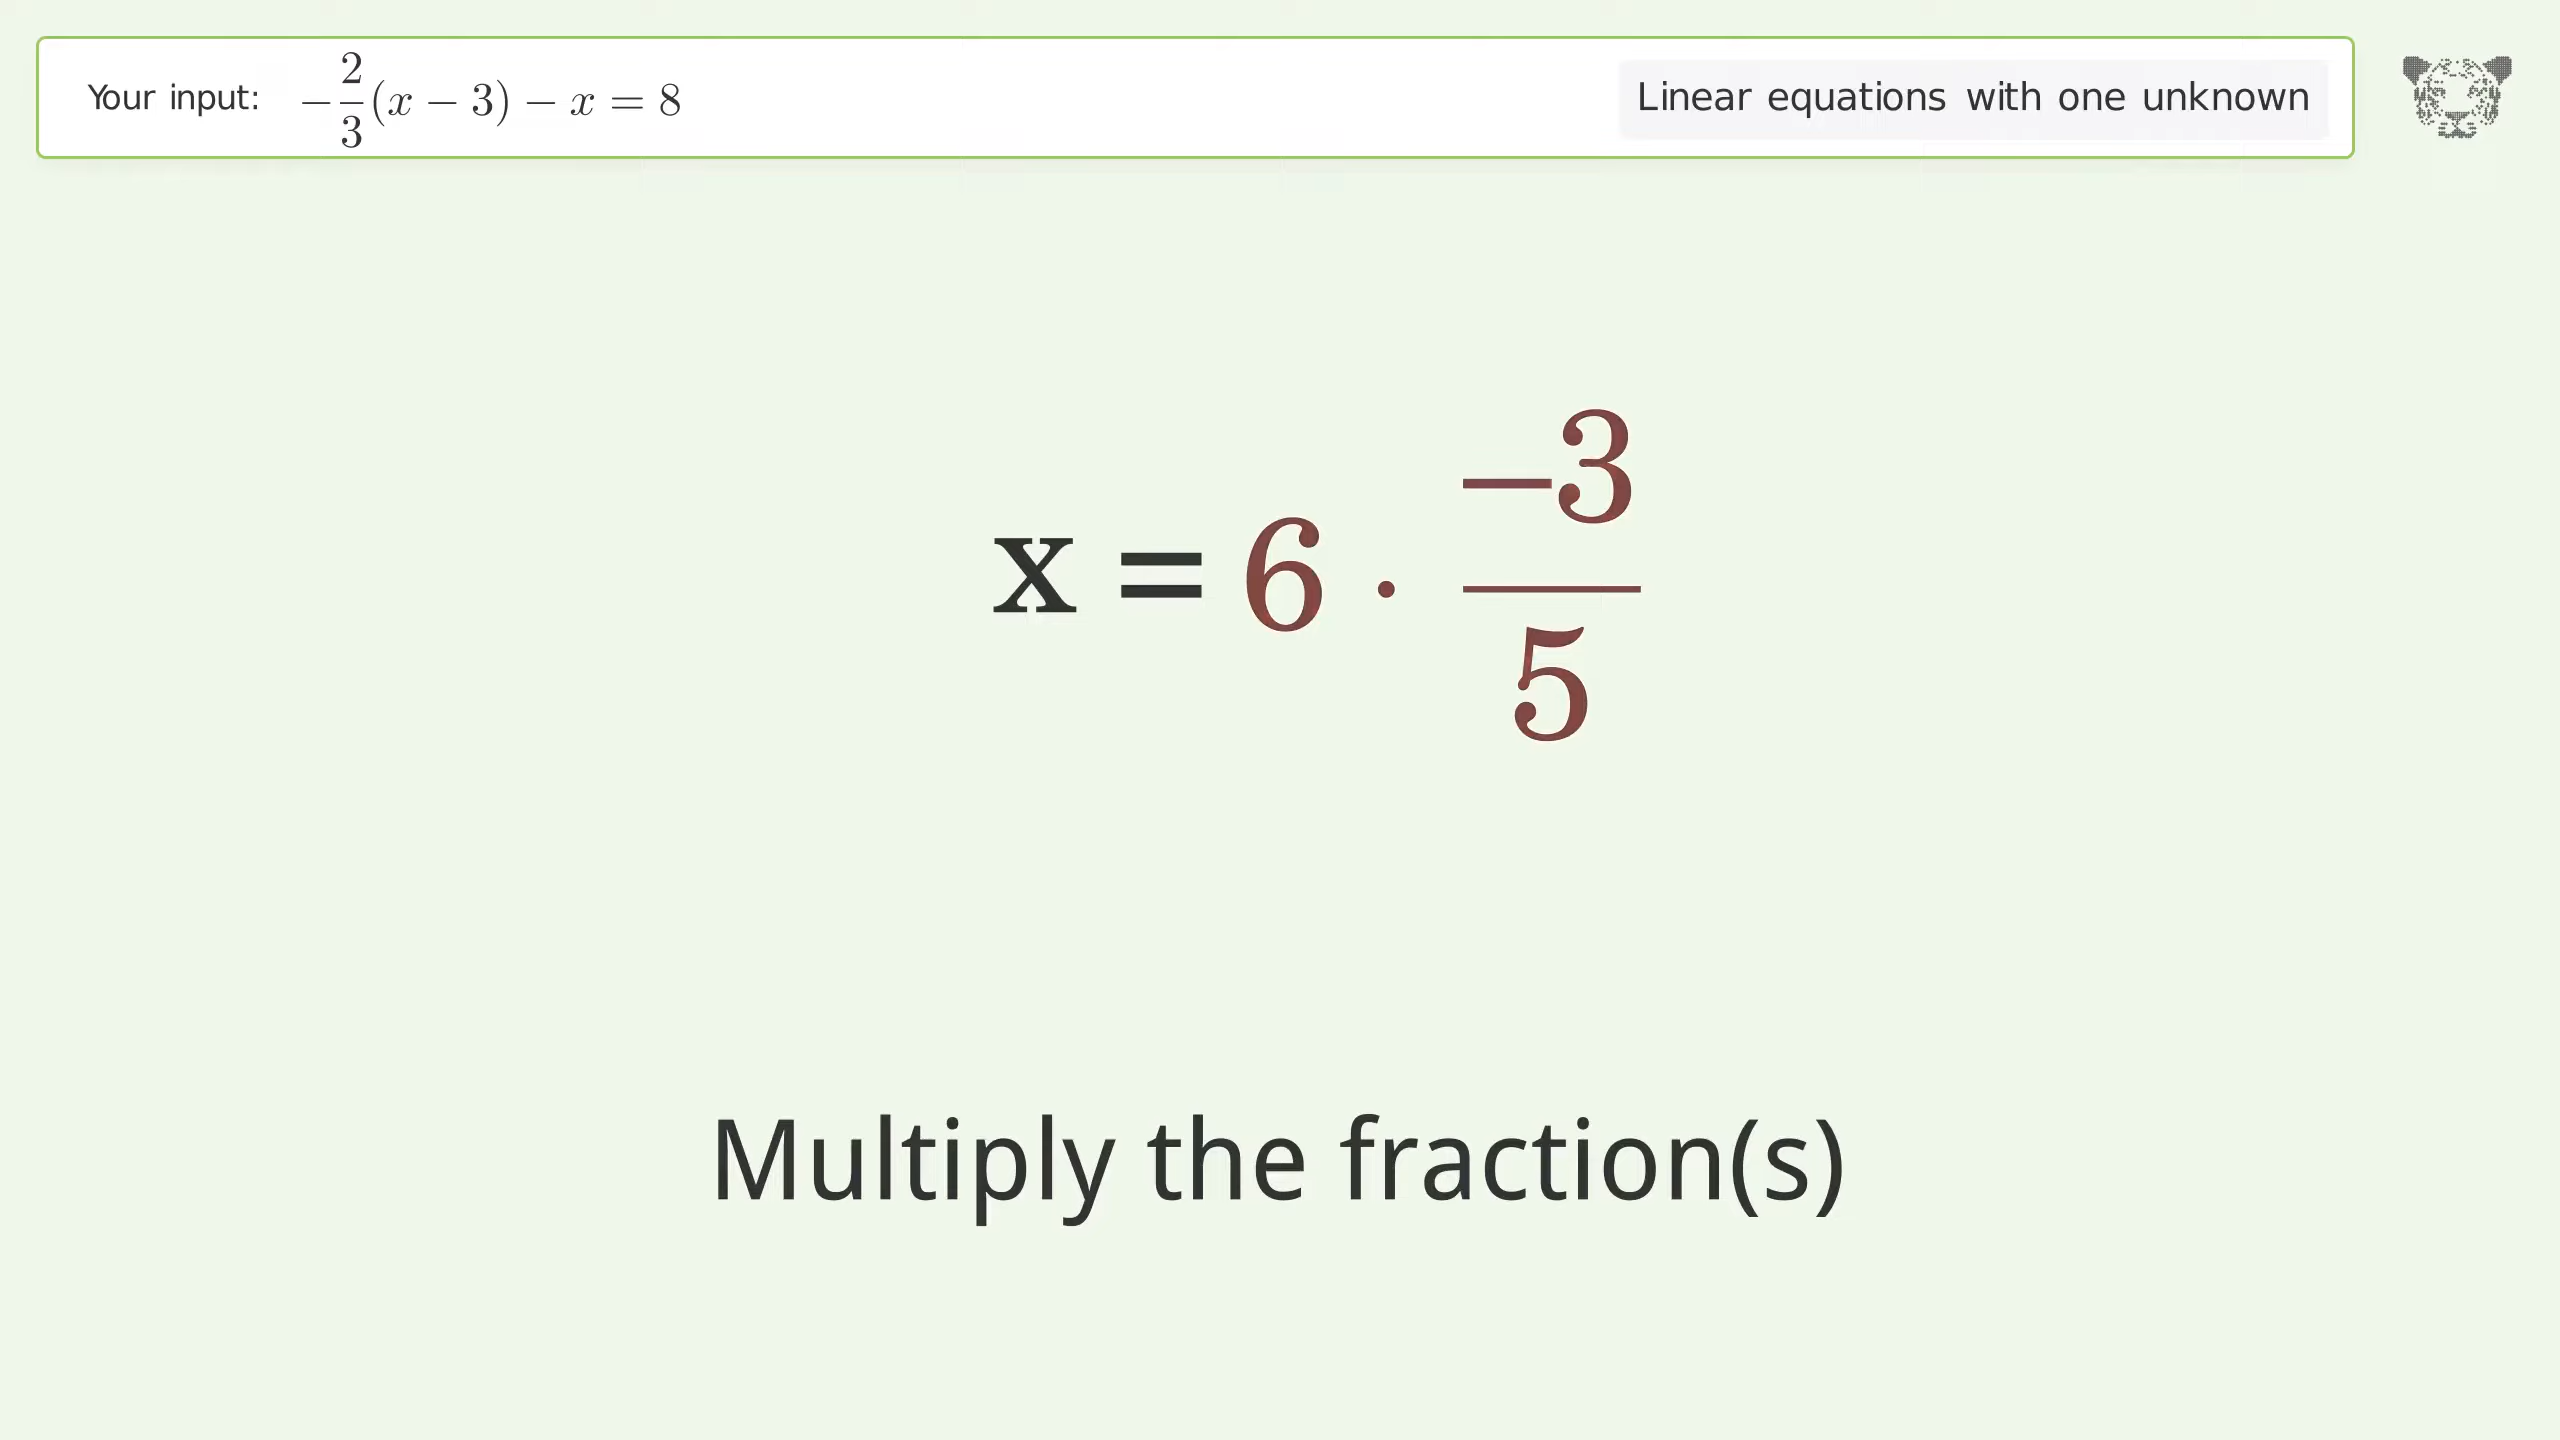 Your input: −2/3(x − 3) − x = 8
Linear equations with one unknown
x = 6 · −3/5
Multiply the fraction(s)